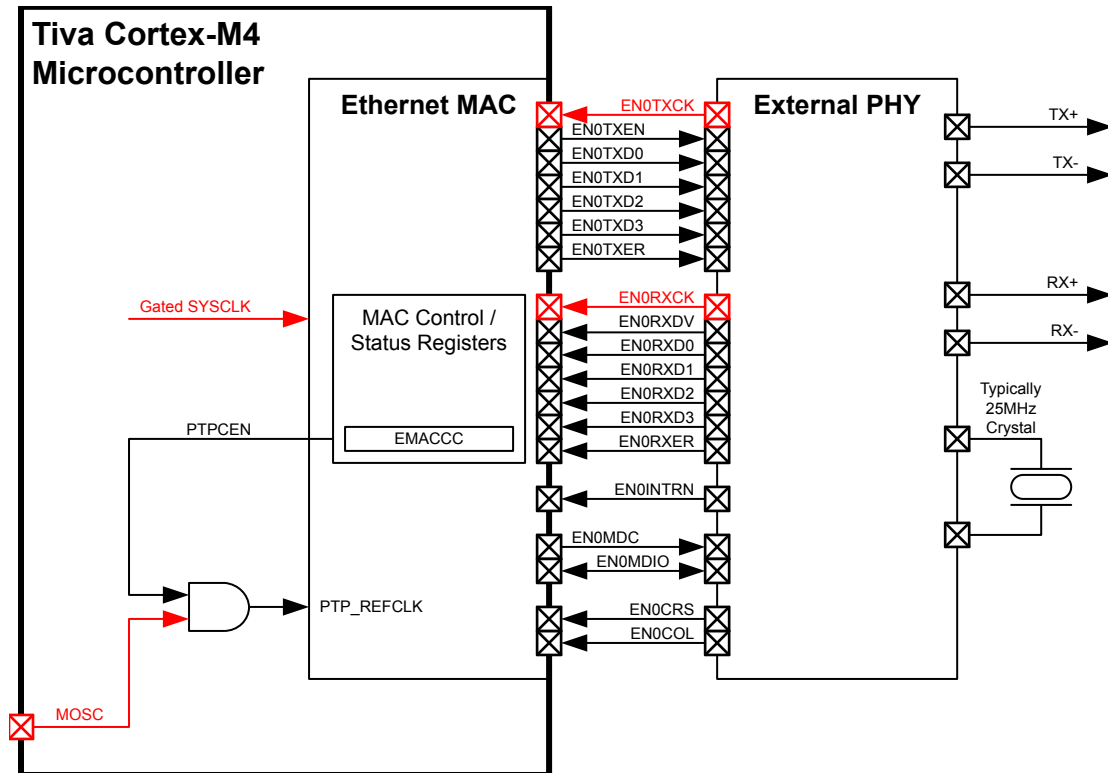 Tiva Cortex-M4
Microcontroller
Ethernet MAC
External PHY
EN0TXCK
EN0TXEN
EN0TXD0
EN0TXD1
EN0TXD2
EN0TXD3
EN0TXER
TX+
TX-
Gated SYSCLK
MAC Control /
Status Registers
EMACCC
EN0RXCK
EN0RXDV
EN0RXD0
EN0RXD1
EN0RXD2
EN0RXD3
EN0RXER
RX+
RX-
Typically
25MHz
Crystal
PTPCEN
EN0INTRN
EN0MDC
EN0MDIO
PTP_REFCLK
EN0CRS
EN0COL
MOSC